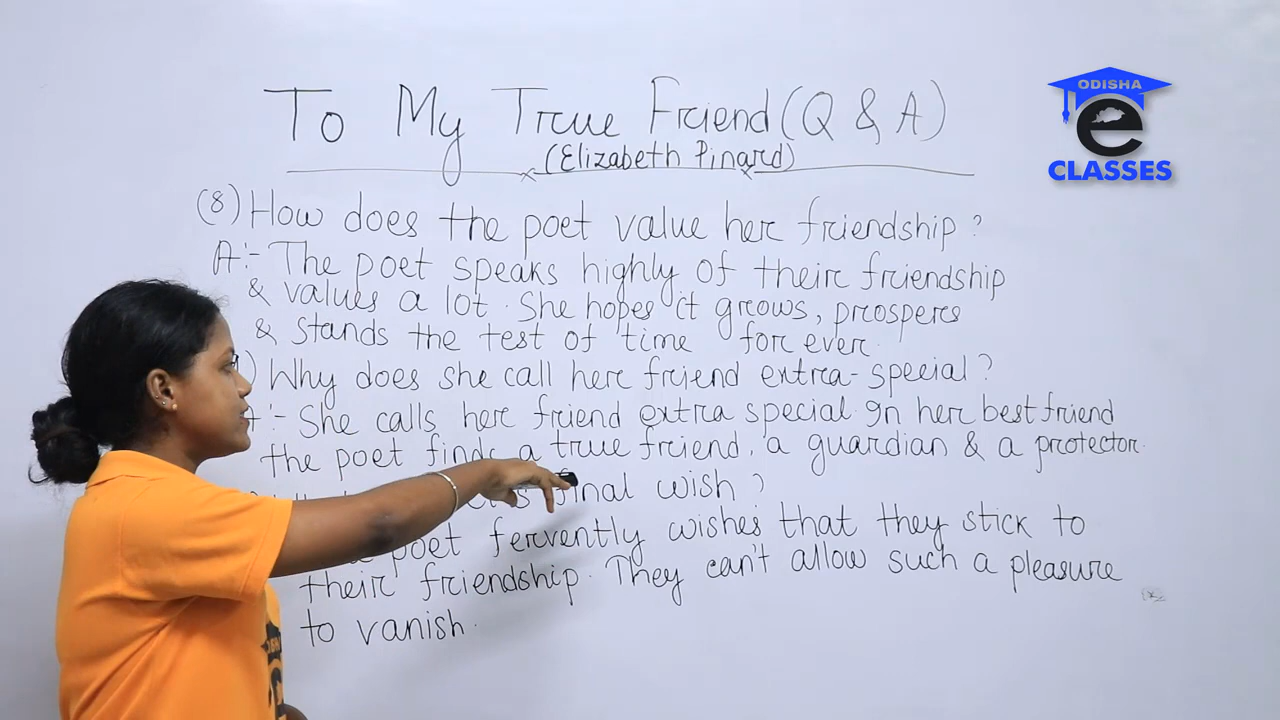 To My True Friend (Q & A)
(Elizabeth Pinard)
ODISHA
e
CLASSES
(8) How does the poet value her friendship?
A:- The poet speaks highly of their friendship
& values a lot. She hopes it grows, prospers
& stands the test of time for ever.
) Why does she call her friend extra-special?
A:- She calls her friend extra special. In her best friend
the poet finds a true friend, a guardian & a protector.
final wish?
poet fervently wishes that they stick to
their friendship. They can't allow such a pleasure
to vanish.